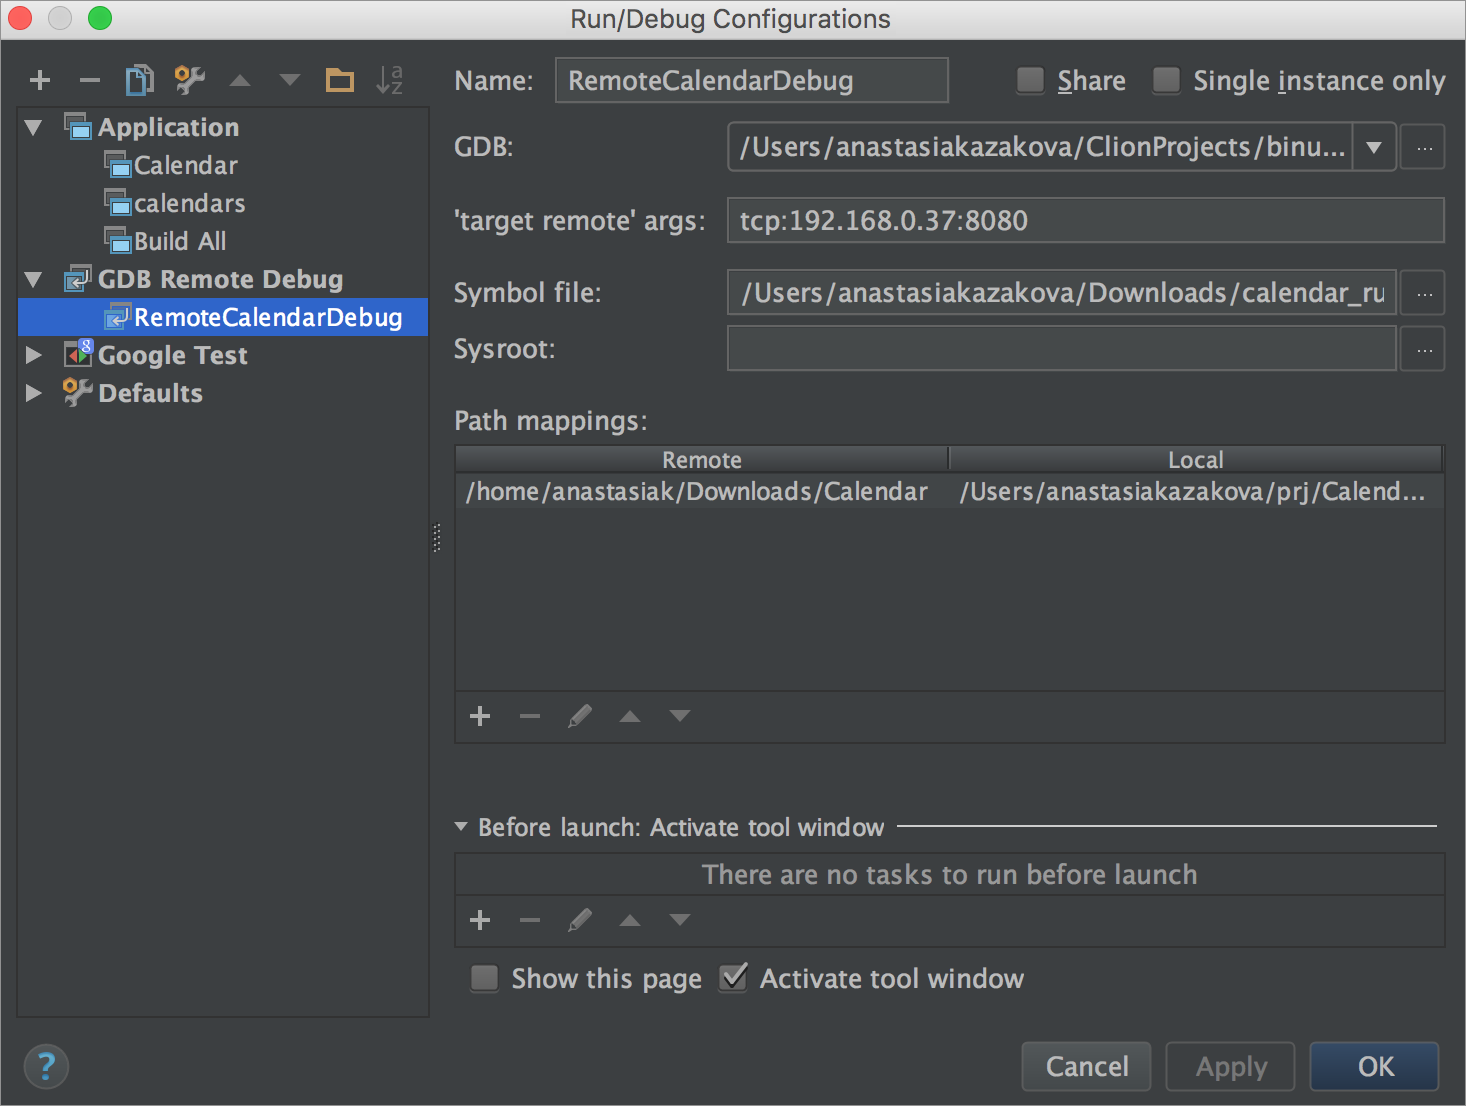 Run/Debug Configurations
Name: RemoteCalendarDebug Share Single instance only
Application
Calendar
calendars
Build All
GDB Remote Debug
RemoteCalendarDebug
Google Test
Defaults
GDB: /Users/anastasiakazakova/ClionProjects/binu... ...
'target remote' args: tcp:192.168.0.37:8080
Symbol file: /Users/anastasiakazakova/Downloads/calendar_ru ...
Sysroot: ...
Path mappings:
Remote Local
/home/anastasiak/Downloads/Calendar /Users/anastasiakazakova/prj/Calend...
Before launch: Activate tool window
There are no tasks to run before launch
Show this page Activate tool window
? Cancel Apply OK